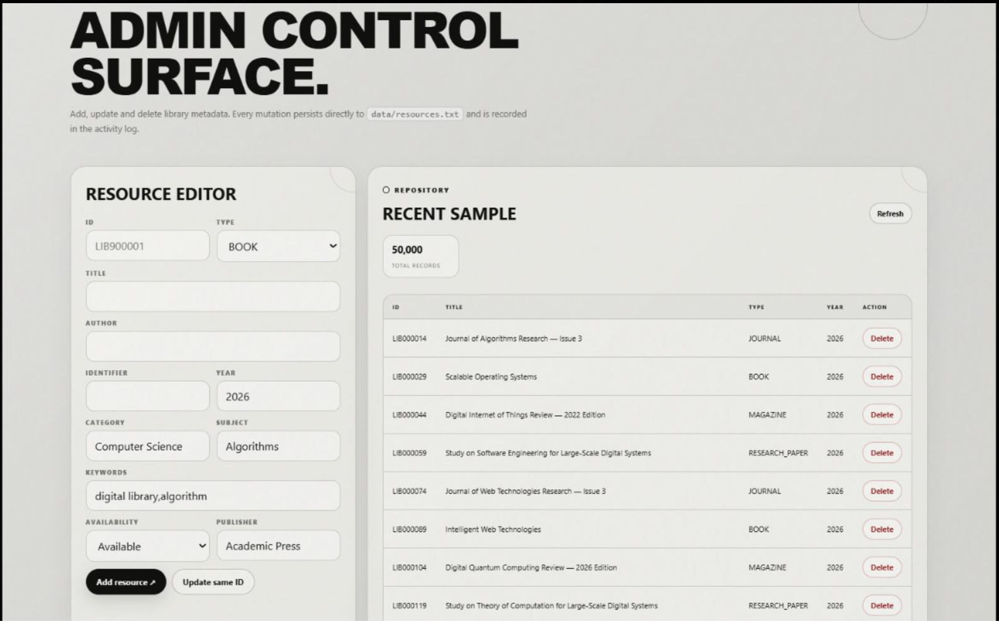 ADMIN CONTROL
SURFACE.
Add, update and delete library metadata. Every mutation persists directly to data/resources.txt and is recorded
in the activity log.
RESOURCE EDITOR
ID TYPE
LIB900001 BOOK
TITLE
AUTHOR
IDENTIFIER YEAR
2026
CATEGORY SUBJECT
Computer Science Algorithms
KEYWORDS
digital library,algorithm
AVAILABILITY PUBLISHER
Available Academic Press
Add resource ↗ Update same ID
REPOSITORY
RECENT SAMPLE
Refresh
50,000
TOTAL RECORDS
ID TITLE TYPE YEAR ACTION
LIB000014 Journal of Algorithms Research — Issue 3 JOURNAL 2026 Delete
LIB000029 Scalable Operating Systems BOOK 2026 Delete
LIB000044 Digital Internet of Things Review — 2022 Edition MAGAZINE 2026 Delete
LIB000059 Study on Software Engineering for Large-Scale Digital Systems RESEARCH_PAPER 2026 Delete
LIB000074 Journal of Web Technologies Research — Issue 3 JOURNAL 2026 Delete
LIB000089 Intelligent Web Technologies BOOK 2026 Delete
LIB000104 Digital Quantum Computing Review — 2026 Edition MAGAZINE 2026 Delete
LIB000119 Study on Theory of Computation for Large-Scale Digital Systems RESEARCH_PAPER 2026 Delete